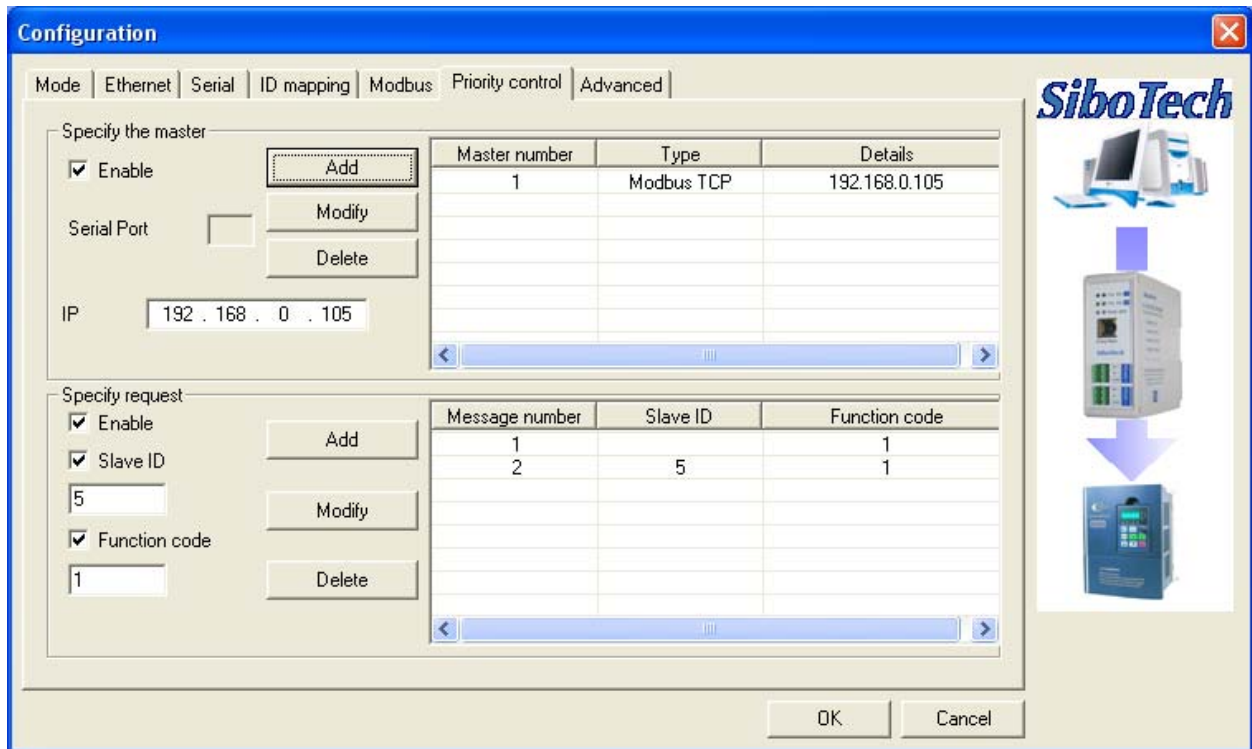 Configuration
Mode Ethernet Serial ID mapping Modbus Priority control Advanced
SiboTech
Specify the master
Enable
Add
Modify
Serial Port
Delete
IP 192 . 168 . 0 . 105
Master number Type Details
1 Modbus TCP 192.168.0.105
Specify request
Enable
Add
Slave ID
5
Modify
Function code
1
Delete
Message number Slave ID Function code
1 1
2 5 1
OK Cancel